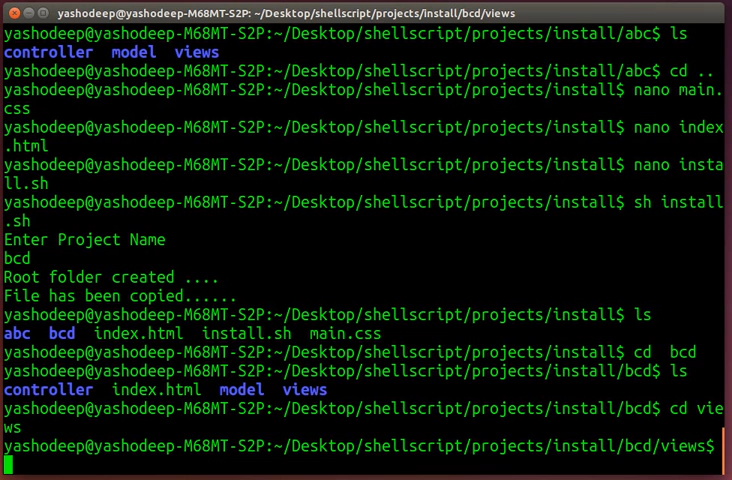 yashodeep@yashodeep-M68MT-S2P: ~/Desktop/shellscript/projects/install/bcd/views
yashodeep@yashodeep-M68MT-S2P:~/Desktop/shellscript/projects/install/abc$ ls
controller  model  views
yashodeep@yashodeep-M68MT-S2P:~/Desktop/shellscript/projects/install/abc$ cd ..
yashodeep@yashodeep-M68MT-S2P:~/Desktop/shellscript/projects/install$ nano main.
css
yashodeep@yashodeep-M68MT-S2P:~/Desktop/shellscript/projects/install$ nano index
.html
yashodeep@yashodeep-M68MT-S2P:~/Desktop/shellscript/projects/install$ nano insta
ll.sh
yashodeep@yashodeep-M68MT-S2P:~/Desktop/shellscript/projects/install$ sh install
.sh
Enter Project Name
bcd
Root folder created ....
File has been copied......
yashodeep@yashodeep-M68MT-S2P:~/Desktop/shellscript/projects/install$ ls
abc  bcd  index.html  install.sh  main.css
yashodeep@yashodeep-M68MT-S2P:~/Desktop/shellscript/projects/install$ cd  bcd
yashodeep@yashodeep-M68MT-S2P:~/Desktop/shellscript/projects/install/bcd$ ls
controller  index.html  model  views
yashodeep@yashodeep-M68MT-S2P:~/Desktop/shellscript/projects/install/bcd$ cd vie
ws
yashodeep@yashodeep-M68MT-S2P:~/Desktop/shellscript/projects/install/bcd/views$